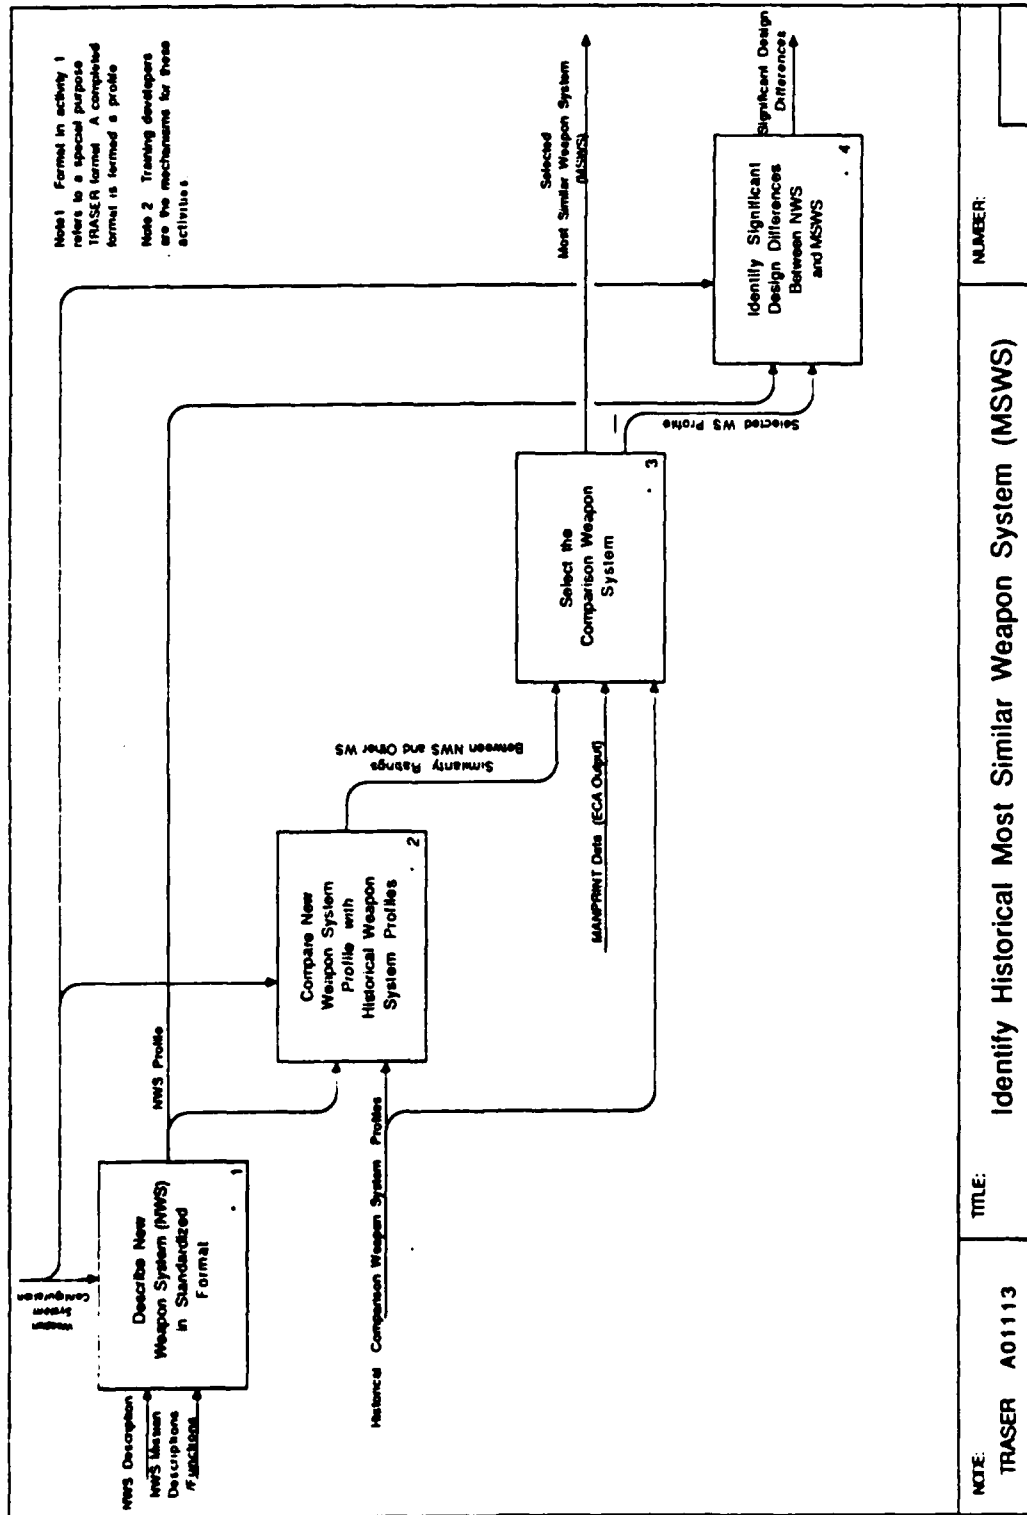 Weapon
System
Configuration
NWS Description
NWS Mission
Descriptions
/Functions
Describe New
Weapon System (NWS)
in Standardized
Format
1
NWS Profile
Historical Comparison Weapon System Profiles
Compare New
Weapon System
Profile with
Historical Weapon
System Profiles
2
Similarity Ratings
Between NWS and Other WS
MANPRINT Data (ECA Output)
Select the
Comparison Weapon
System
3
Selected WS Profile
Selected
Most Similar Weapon System
(MSWS)
Identify Significant
Design Differences
Between NWS
and MSWS
4
Significant Design
Differences
Note1 Format in activity 1
refers to a special purpose
TRASER format A completed
format is termed a profile
Note 2 Training developers
are the mechanisms for these
activities
NODE:
TRASER A01113
TITLE:
Identify Historical Most Similar Weapon System (MSWS)
NUMBER: